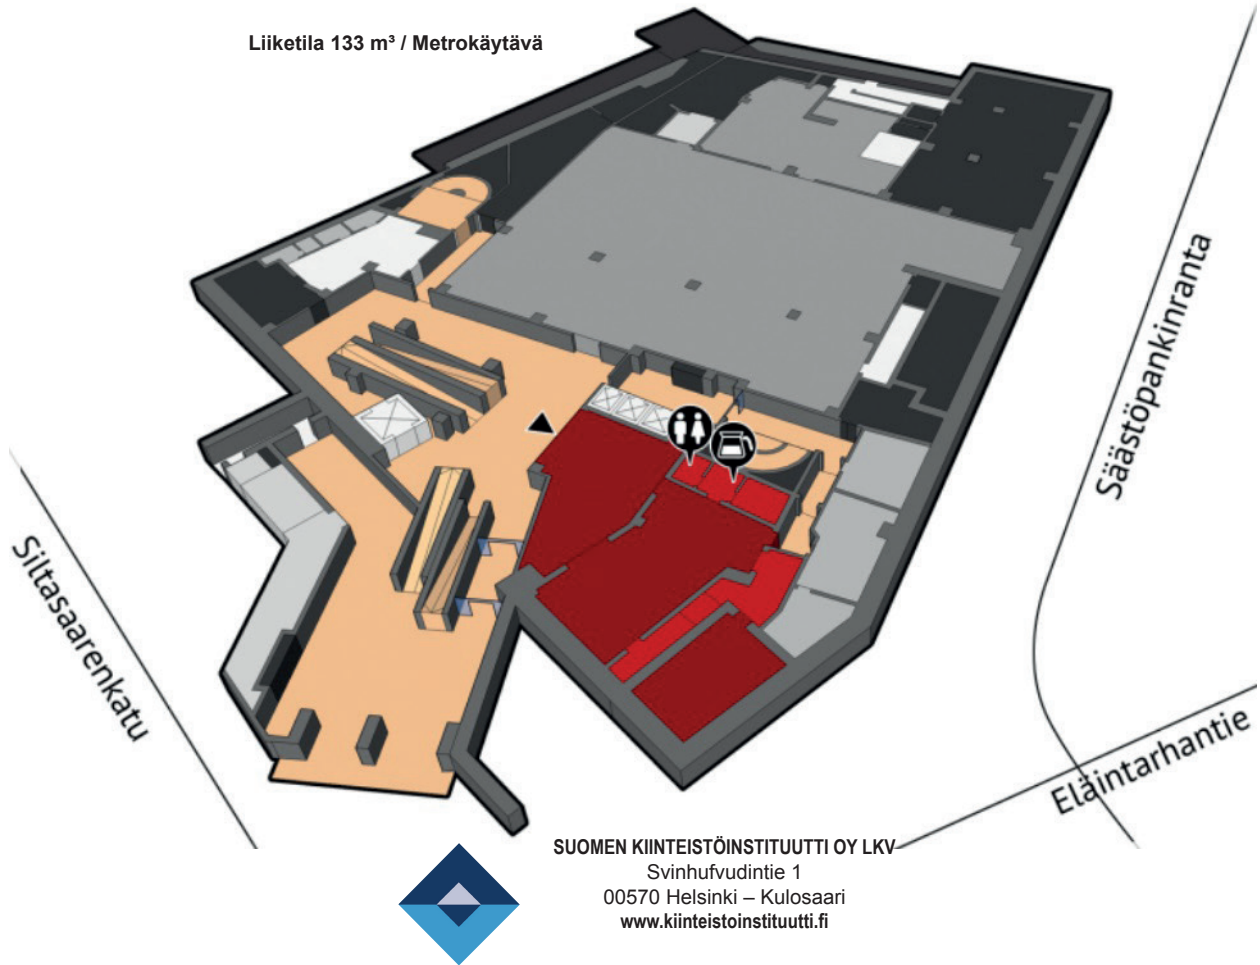 Liiketila 133 m³ / Metrokäytävä
Säästöpankinranta
Siltasaarenkatu
Eläintarhantie
SUOMEN KIINTEISTÖINSTITUUTTI OY LKV
Svinhufvudintie 1
00570 Helsinki – Kulosaari
www.kiinteistoinstituutti.fi